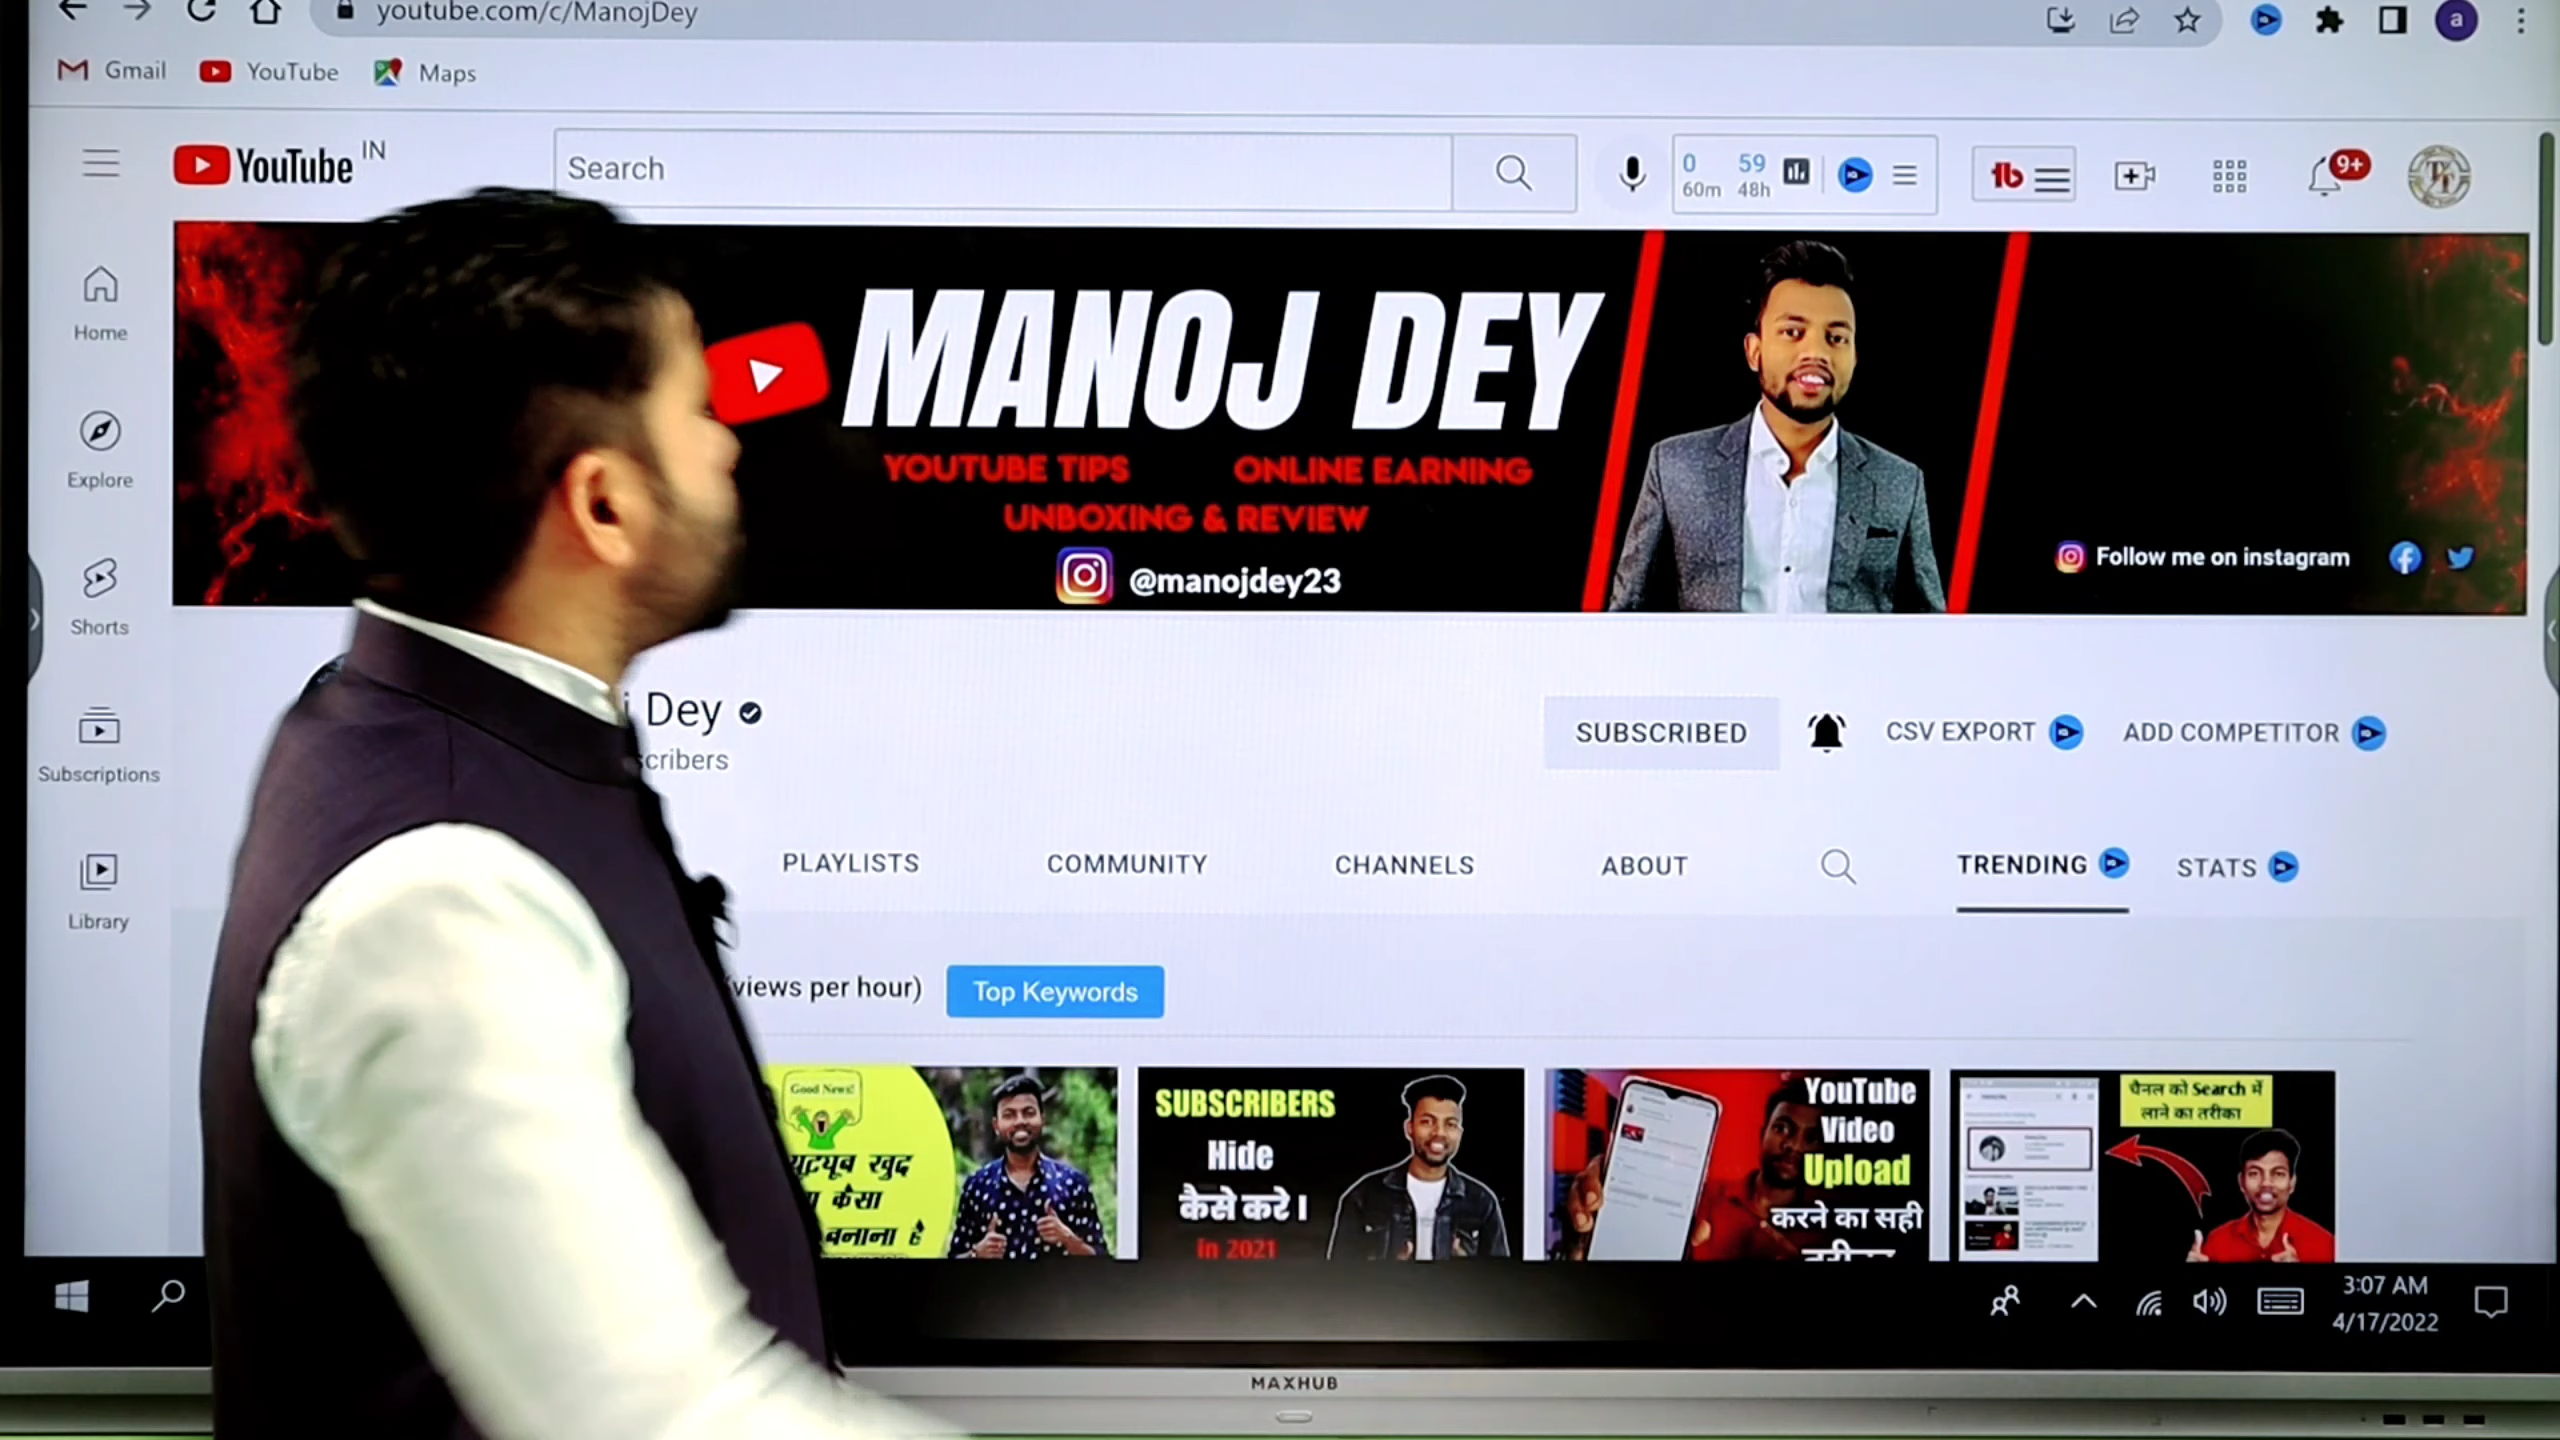 youtube.com/c/ManojDey
a
Gmail
YouTube
Maps
YouTube IN
Search
0 59
60m 48h
tb
9+
Home
Explore
Shorts
Subscriptions
Library
MANOJ DEY
YOUTUBE TIPS ONLINE EARNING
UNBOXING & REVIEW
@manojdey23
Follow me on instagram
Dey
cribers
SUBSCRIBED
CSV EXPORT
ADD COMPETITOR
PLAYLISTS
COMMUNITY
CHANNELS
ABOUT
TRENDING
STATS
views per hour)
Top Keywords
Good News!
यूट्यूब खुद
कैसा
बनाना है
SUBSCRIBERS
Hide
कैसे करे।
in 2021
YouTube
Video
Upload
करने का सही
चैनल को Search में
लाने का तरीका
3:07 AM
4/17/2022
MAXHUB